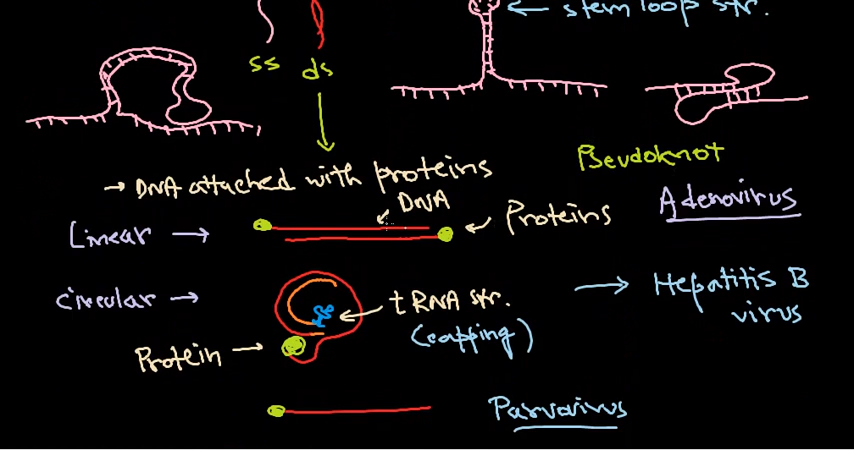 ← stem loop str.
ss
ds
Pseudoknot
→ DNA attached with proteins
DNA
Adenovirus
Linear →
← Proteins
circular →
← tRNA str.
(capping)
→ Hepatitis B
virus
Protein →
Parvovirus